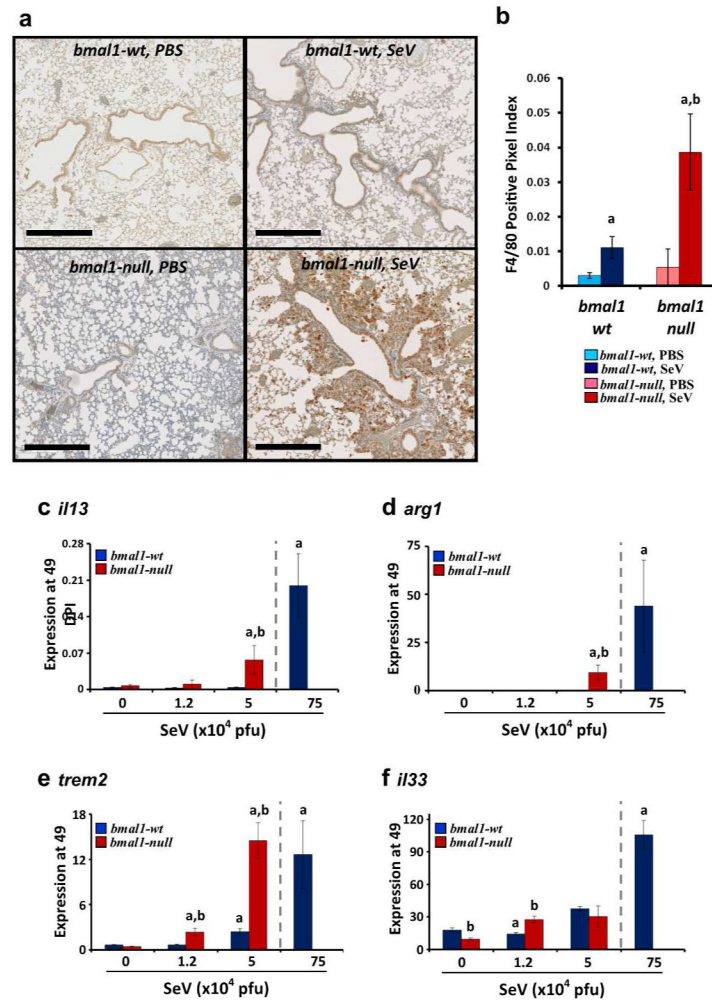 a
bmal1-wt, PBS
bmal1-wt, SeV
bmal1-null, PBS
bmal1-null, SeV
b
F4/80 Positive Pixel Index
0.06
0.05
0.04
0.03
0.02
0.01
0
a
a,b
bmal1 wt
bmal1 null
bmal1-wt, PBS
bmal1-wt, SeV
bmal1-null, PBS
bmal1-null, SeV
c il13
Expression at 49 DPI
0.28
0.21
0.14
0.07
0
bmal1-wt
bmal1-null
a,b
a
0 1.2 5 75
SeV (x10⁴ pfu)
d arg1
Expression at 49
75
50
25
0
bmal1-wt
bmal1-null
a,b
a
0 1.2 5 75
SeV (x10⁴ pfu)
e trem2
Expression at 49
18
12
6
0
bmal1-wt
bmal1-null
a,b
a
a,b
a
0 1.2 5 75
SeV (x10⁴ pfu)
f il33
Expression at 49
120
90
60
30
0
bmal1-wt
bmal1-null
b
a
b
a
0 1.2 5 75
SeV (x10⁴ pfu)